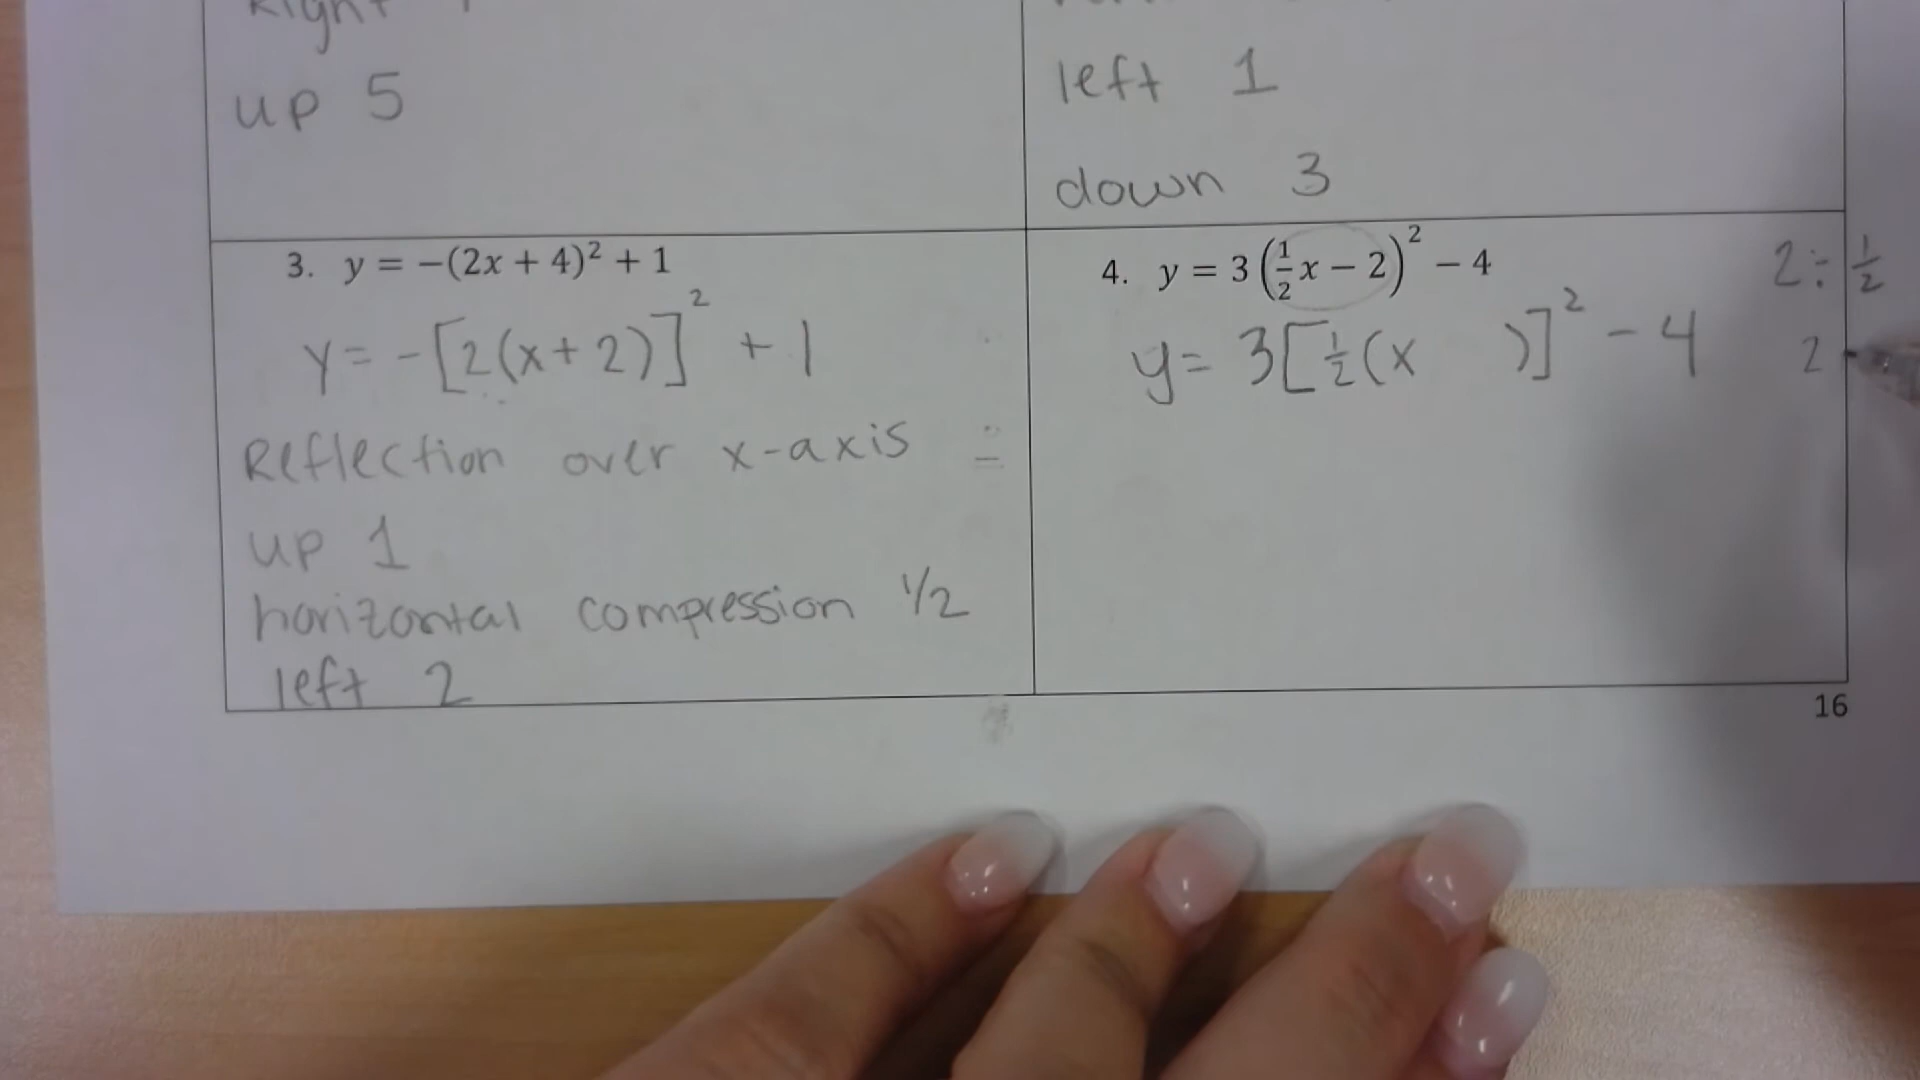 Right
up 5
left 1
down 3
3. y = −(2x + 4)² + 1
y = -[2(x+2)]² + 1
Reflection over x-axis
up 1
horizontal compression 1/2
left 2
4. y = 3(1/2x − 2)² − 4
y = 3[1/2(x )]² - 4
2 ÷ 1/2
2
16